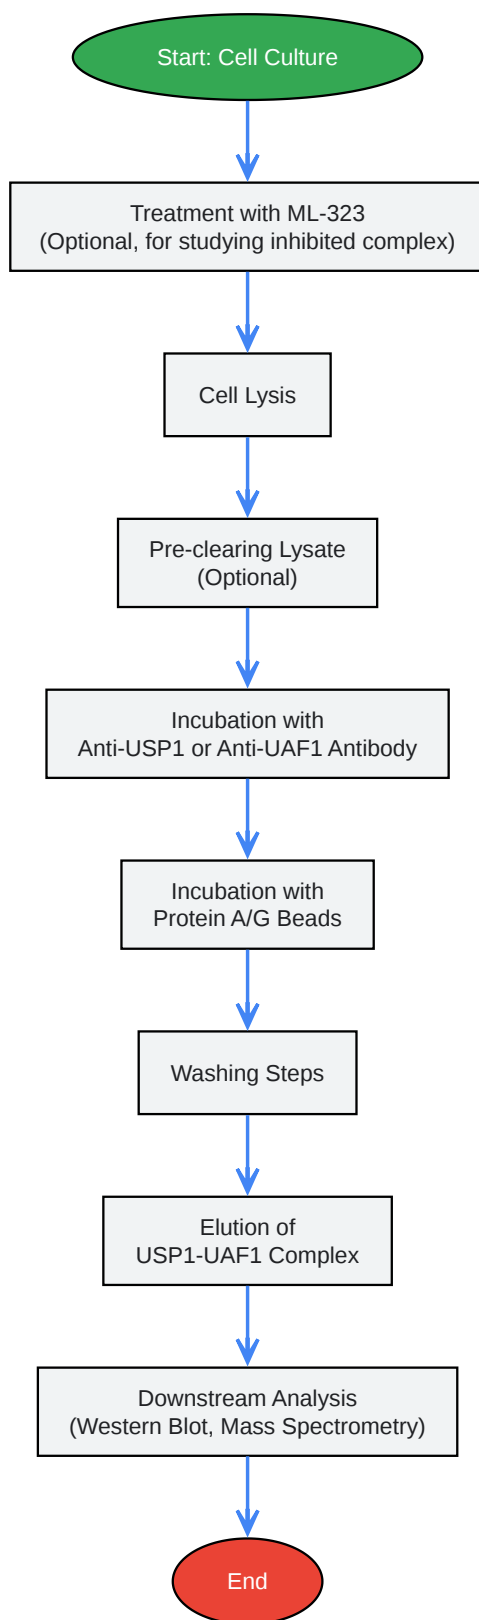 Start: Cell Culture
Treatment with ML-323
(Optional, for studying inhibited complex)
Cell Lysis
Pre-clearing Lysate
(Optional)
Incubation with
Anti-USP1 or Anti-UAF1 Antibody
Incubation with
Protein A/G Beads
Washing Steps
Elution of
USP1-UAF1 Complex
Downstream Analysis
(Western Blot, Mass Spectrometry)
End